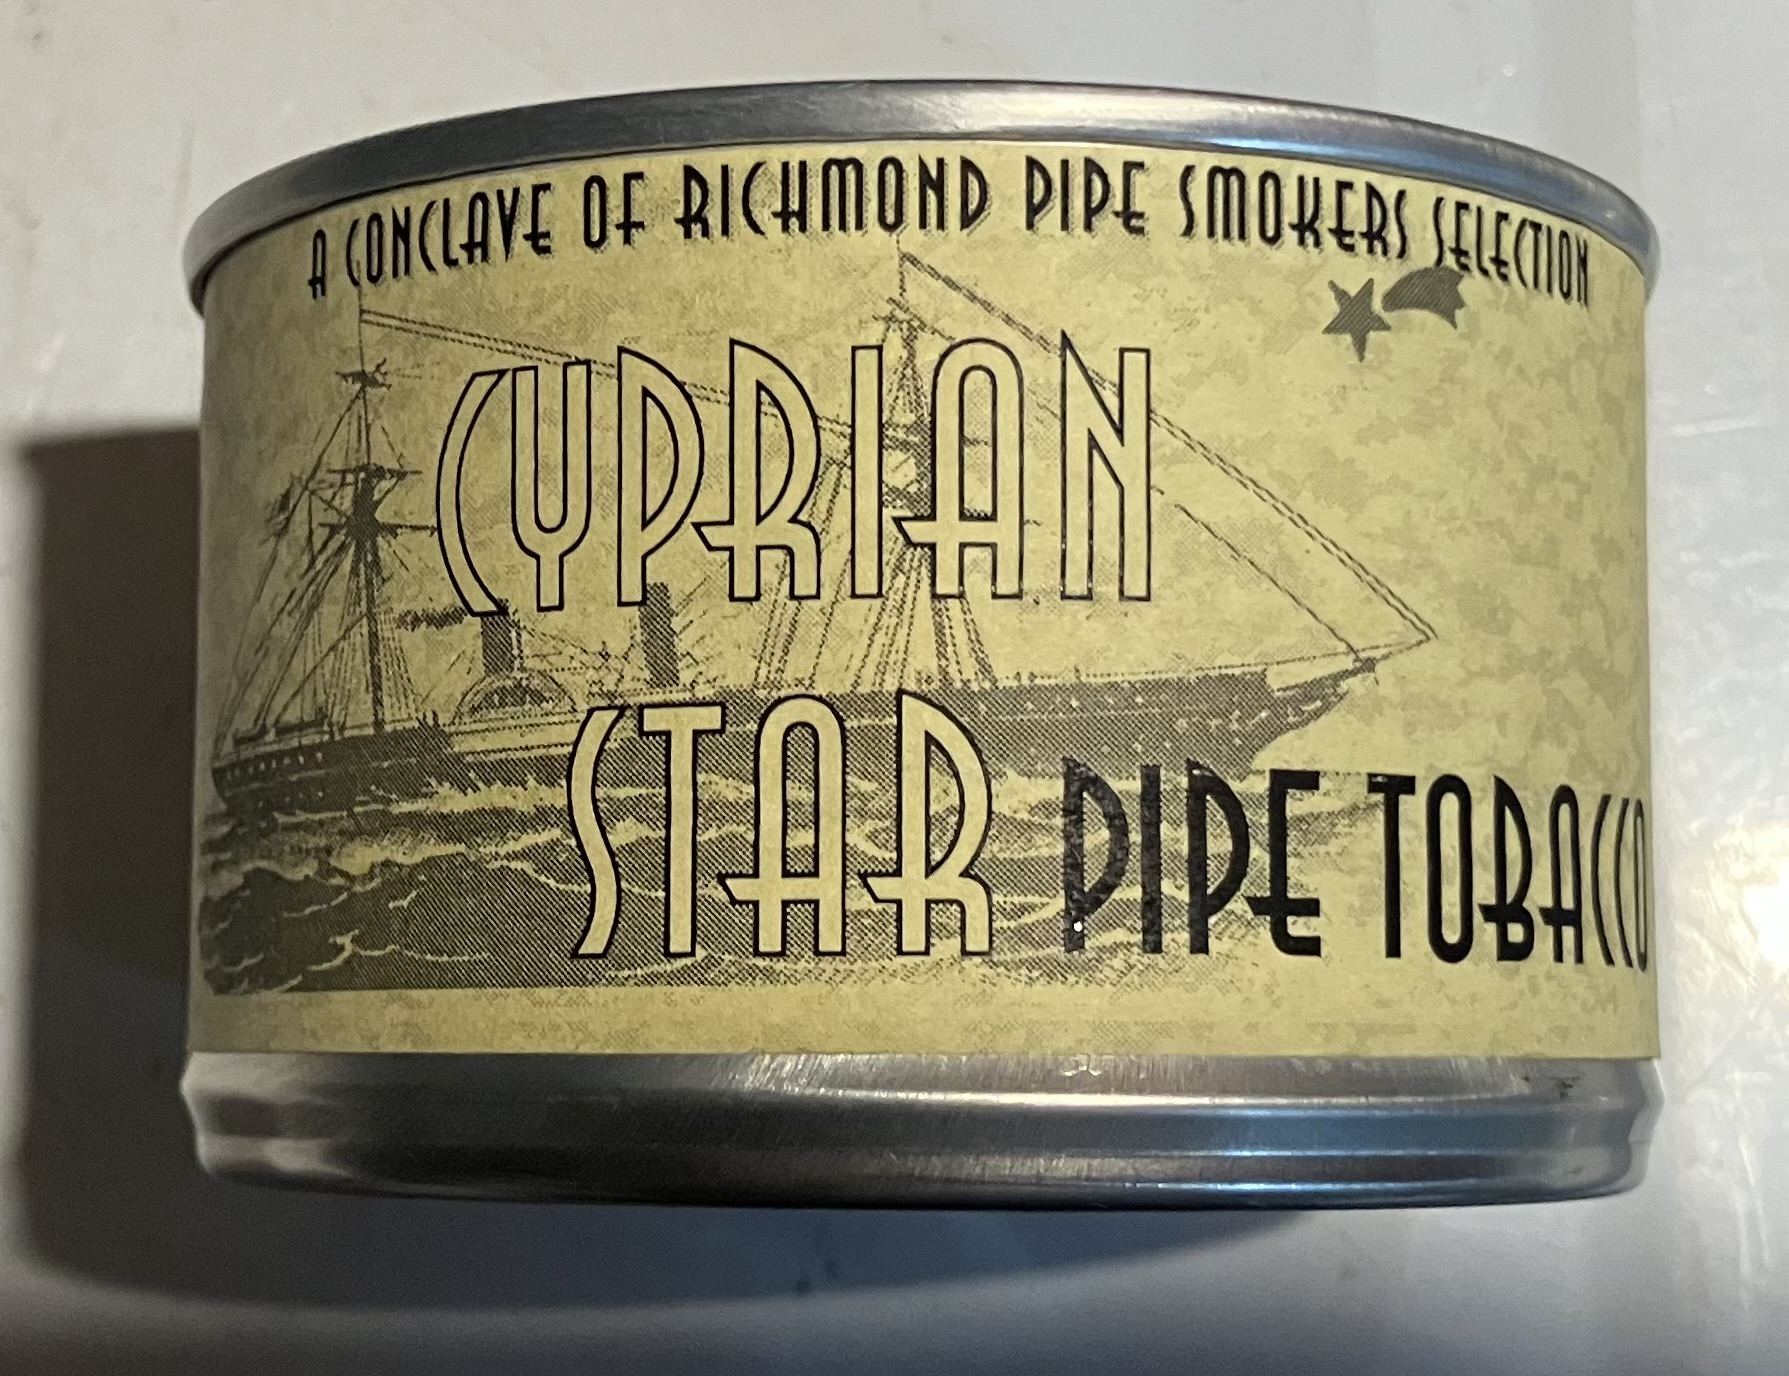 A CONCLAVE OF RICHMOND PIPE SMOKERS SELECTION
CYPRIAN
STAR PIPE TOBACCO